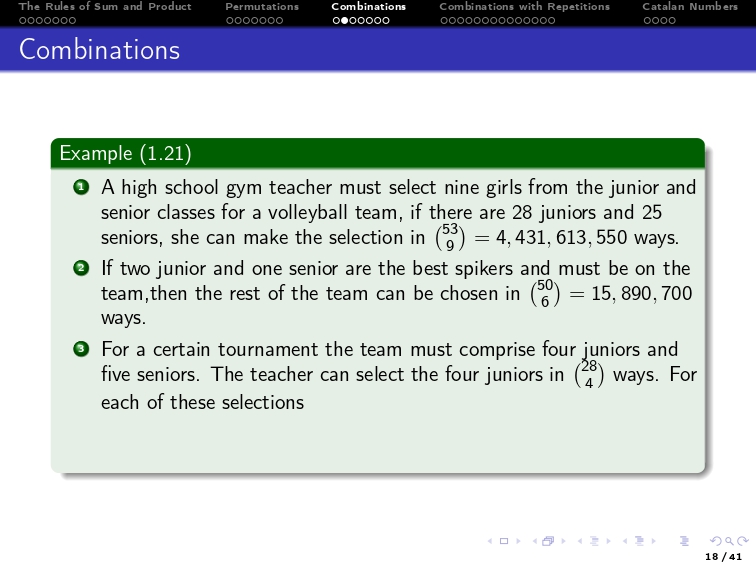 The Rules of Sum and Product Permutations Combinations Combinations with Repetitions Catalan Numbers
Combinations
Example (1.21)
1 A high school gym teacher must select nine girls from the junior and
senior classes for a volleyball team, if there are 28 juniors and 25
seniors, she can make the selection in (53 9) = 4, 431, 613, 550 ways.
2 If two junior and one senior are the best spikers and must be on the
team,then the rest of the team can be chosen in (50 6) = 15, 890, 700
ways.
3 For a certain tournament the team must comprise four juniors and
five seniors. The teacher can select the four juniors in (28 4) ways. For
each of these selections
18 / 41